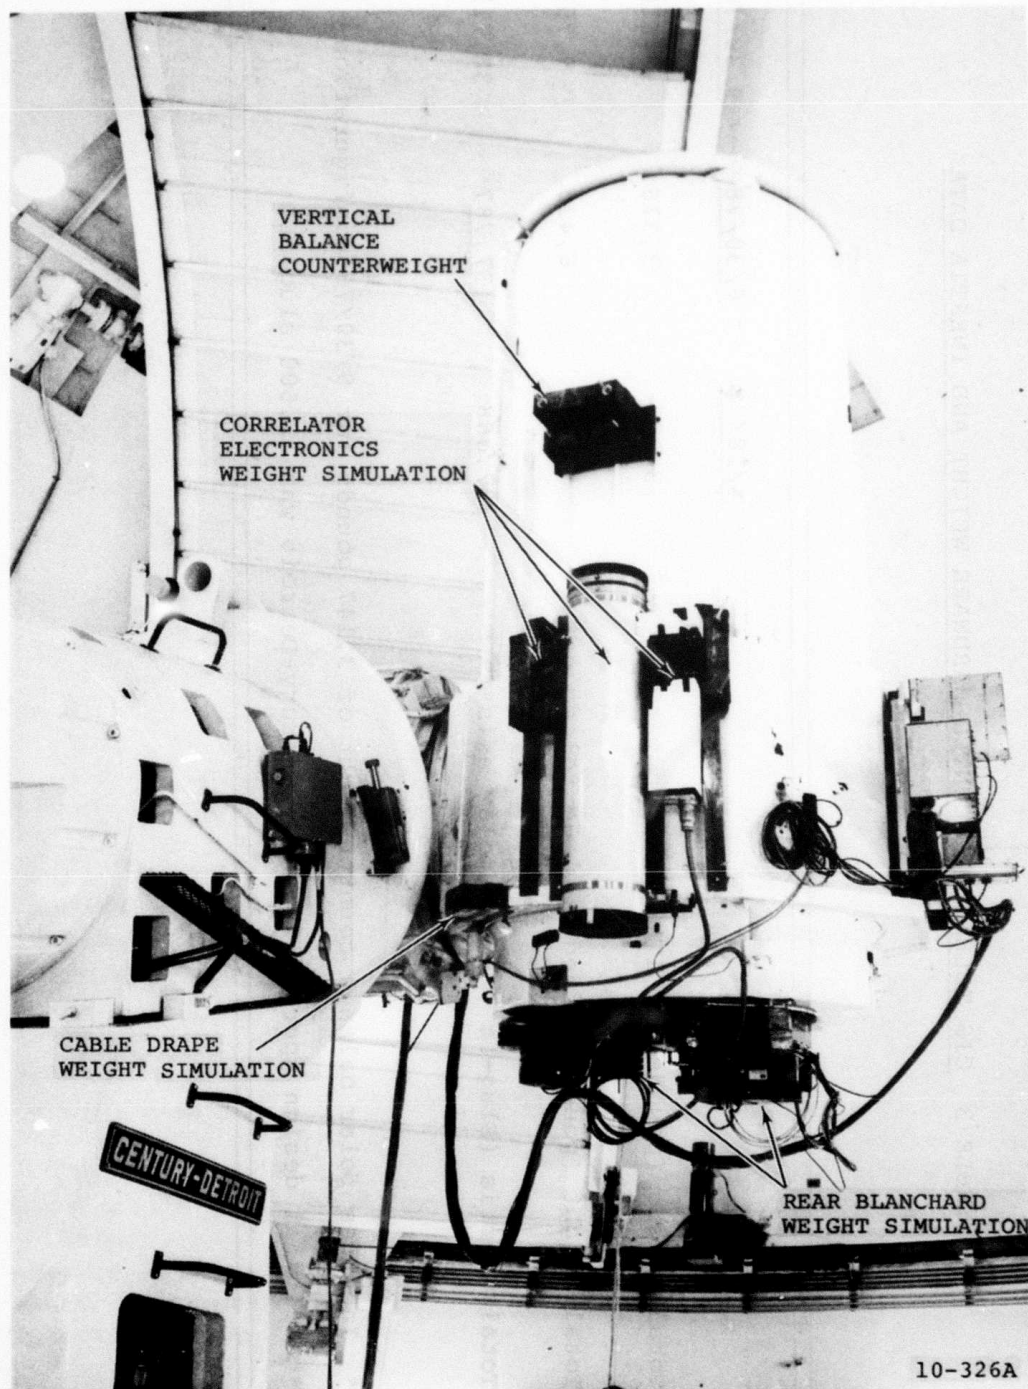 VERTICAL
BALANCE
COUNTERWEIGHT
CORRELATOR
ELECTRONICS
WEIGHT SIMULATION
CABLE DRAPE
WEIGHT SIMULATION
CENTURY-DETROIT
REAR BLANCHARD
WEIGHT SIMULATION
10-326A